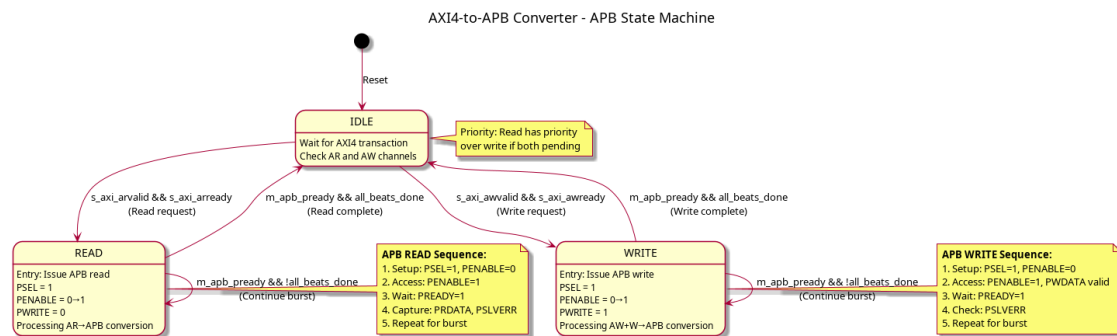 AXI4-to-APB Converter - APB State Machine
Reset
IDLE
Wait for AXI4 transaction
Check AR and AW channels
Priority: Read has priority
over write if both pending
s_axi_arvalid && s_axi_arready
(Read request)
m_apb_pready && all_beats_done
(Read complete)
s_axi_awvalid && s_axi_awready
(Write request)
m_apb_pready && all_beats_done
(Write complete)
READ
Entry: Issue APB read
PSEL = 1
PENABLE = 0→1
PWRITE = 0
Processing AR→APB conversion
m_apb_pready && !all_beats_done
(Continue burst)
APB READ Sequence:
1. Setup: PSEL=1, PENABLE=0
2. Access: PENABLE=1
3. Wait: PREADY=1
4. Capture: PRDATA, PSLVERR
5. Repeat for burst
WRITE
Entry: Issue APB write
PSEL = 1
PENABLE = 0→1
PWRITE = 1
Processing AW+W→APB conversion
m_apb_pready && !all_beats_done
(Continue burst)
APB WRITE Sequence:
1. Setup: PSEL=1, PENABLE=0
2. Access: PENABLE=1, PWDATA valid
3. Wait: PREADY=1
4. Check: PSLVERR
5. Repeat for burst